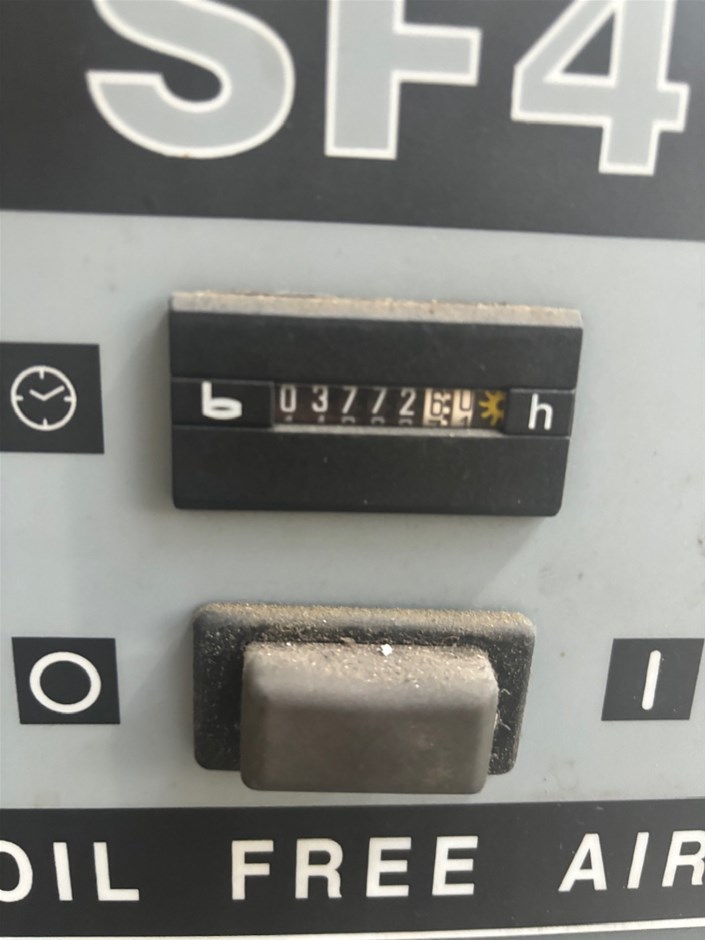 SF4
03772 h
O I
OIL FREE AIR